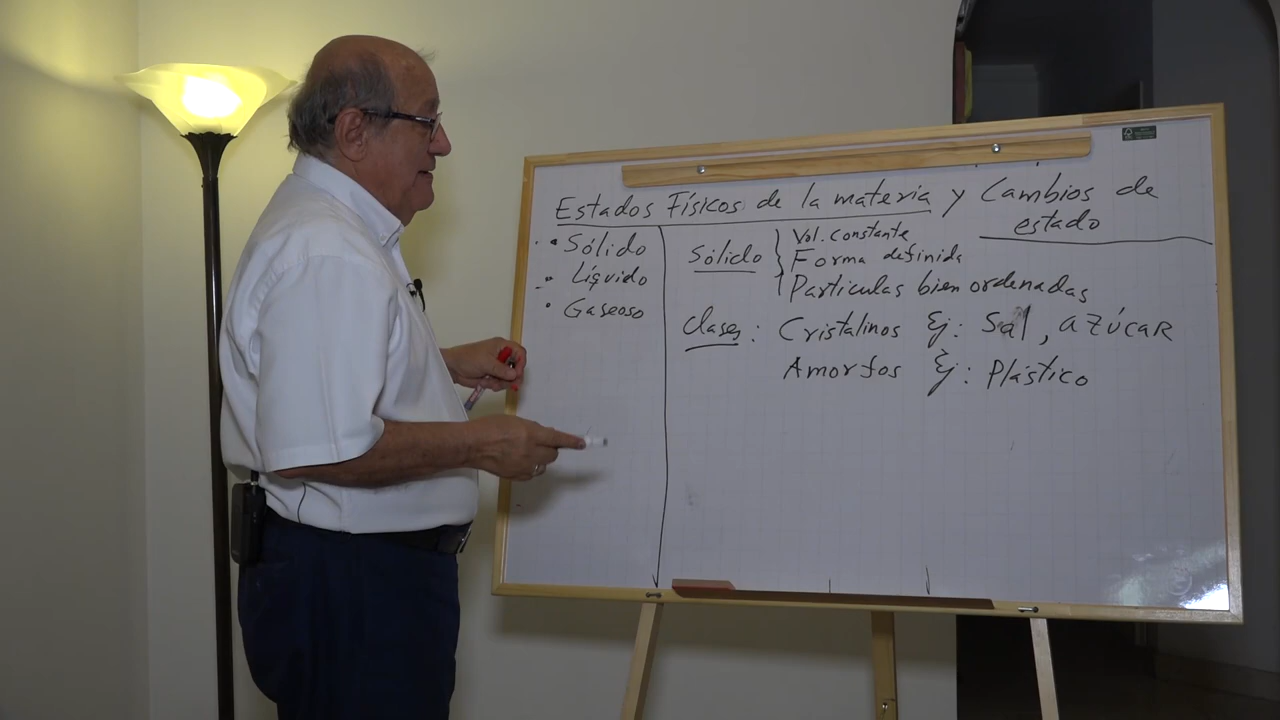 Estados Físicos de la materia y Cambios de
estado
• Sólido
• Líquido
• Gaseoso
Sólido
Vol. constante
Forma definida
Particulas bien ordenadas
Clases: Cristalinos Ej: Sal, AZÚCAR
Amorfos Ej: Plástico